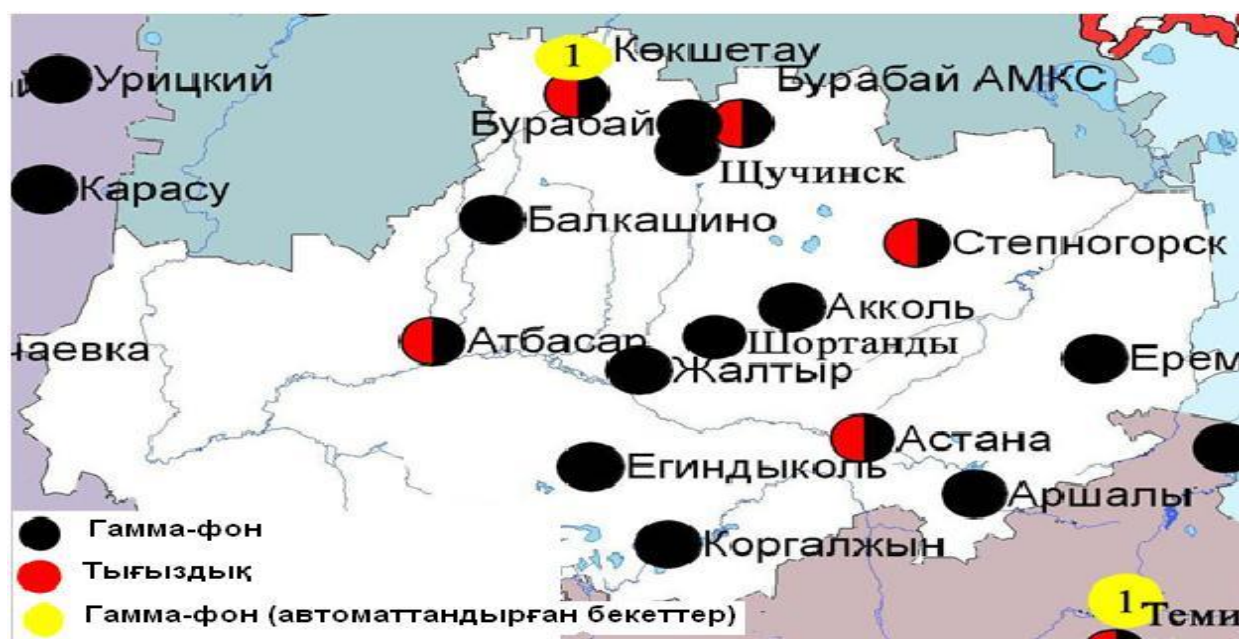 1
Көкшетау
Урицкий
Бурабай АМКС
Бурабай
Щучинск
Карасу
Балкашино
Степногорск
Акколь
Атбасар
Шортанды
чаевка
Жалтыр
Ерем
Астана
Егиндыколь
Аршалы
Гамма-фон
Коргалжын
Тығыздық
1
Теми
Гамма-фон (автоматтандырған бекеттер)